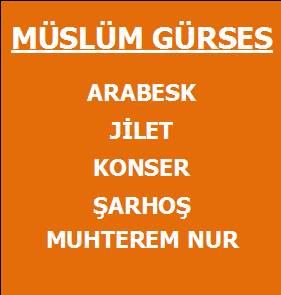 MÜSLÜM GÜRSES
ARABESK
JİLET
KONSER
ŞARHOŞ
MUHTEREM NUR